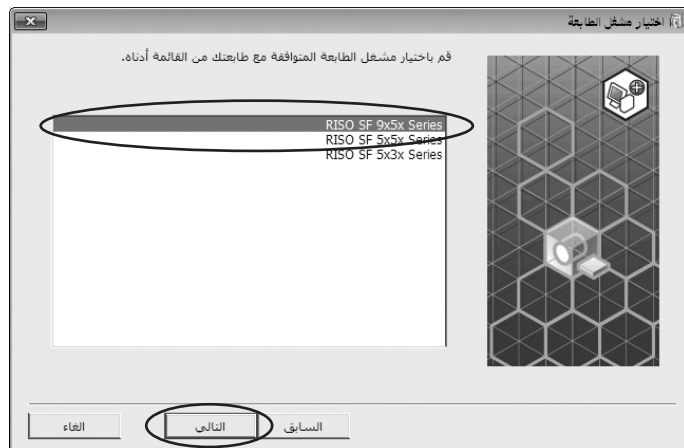 اختيار مشغل الطابعة
قم باختيار مشغل الطابعة المتوافقة مع طابعتك من القائمة أدناه.
RISO SF 9x5x Series
RISO SF 5x5x Series
RISO SF 5x3x Series
السابق
التالي
الغاء